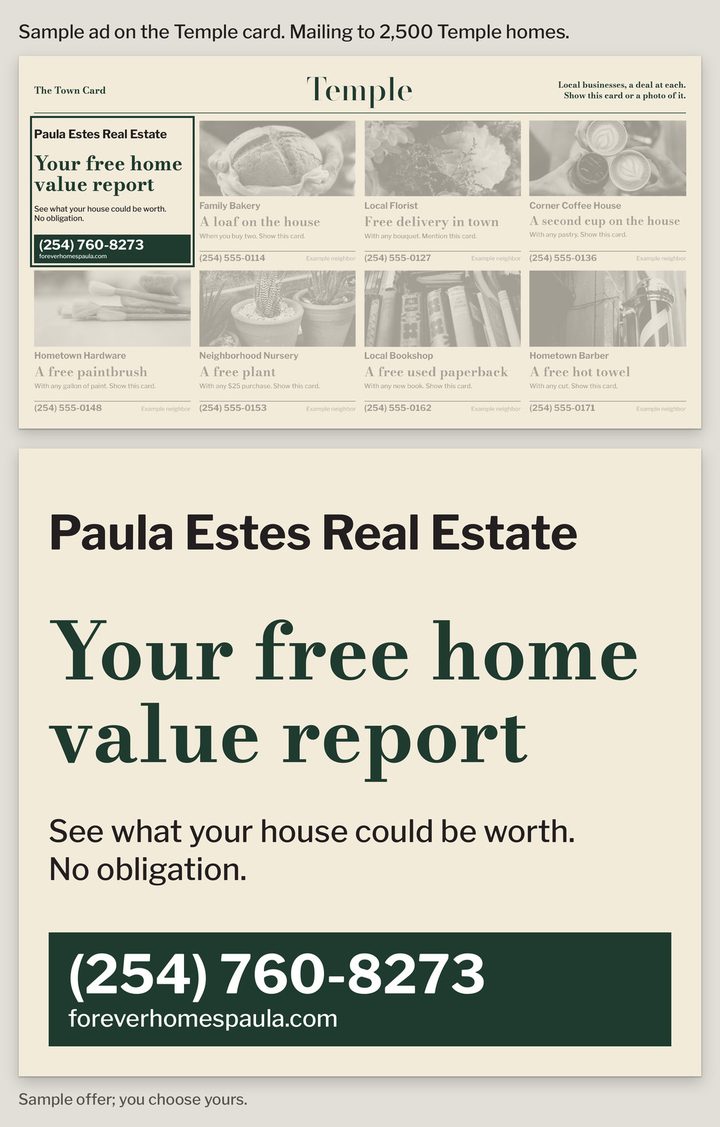 Sample ad on the Temple card. Mailing to 2,500 Temple homes.
The Town Card
Temple
Local businesses, a deal at each.
Show this card or a photo of it.
Paula Estes Real Estate
Your free home
value report
See what your house could be worth.
No obligation.
(254) 760-8273
foreverhomespaula.com
Family Bakery
A loaf on the house
When you buy two. Show this card.
(254) 555-0114
Example neighbor
Local Florist
Free delivery in town
With any bouquet. Mention this card.
(254) 555-0127
Example neighbor
Corner Coffee House
A second cup on the house
With any pastry. Show this card.
(254) 555-0136
Example neighbor
Hometown Hardware
A free paintbrush
With any gallon of paint. Show this card.
(254) 555-0148
Example neighbor
Neighborhood Nursery
A free plant
With any $25 purchase. Show this card.
(254) 555-0153
Example neighbor
Local Bookshop
A free used paperback
With any new book. Show this card.
(254) 555-0162
Example neighbor
Hometown Barber
A free hot towel
With any cut. Show this card.
(254) 555-0171
Example neighbor
Paula Estes Real Estate
Your free home
value report
See what your house could be worth.
No obligation.
(254) 760-8273
foreverhomespaula.com
Sample offer; you choose yours.